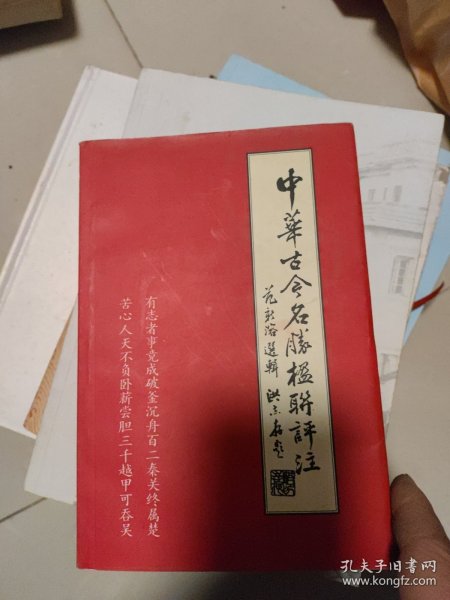 中華古今名勝楹聯評注
范新淦選輯
有志者事竟成破釜沉舟百二秦关终属楚
苦心人天不负卧薪尝胆三千越甲可吞吴
孔夫子旧书网
www.kongfz.com